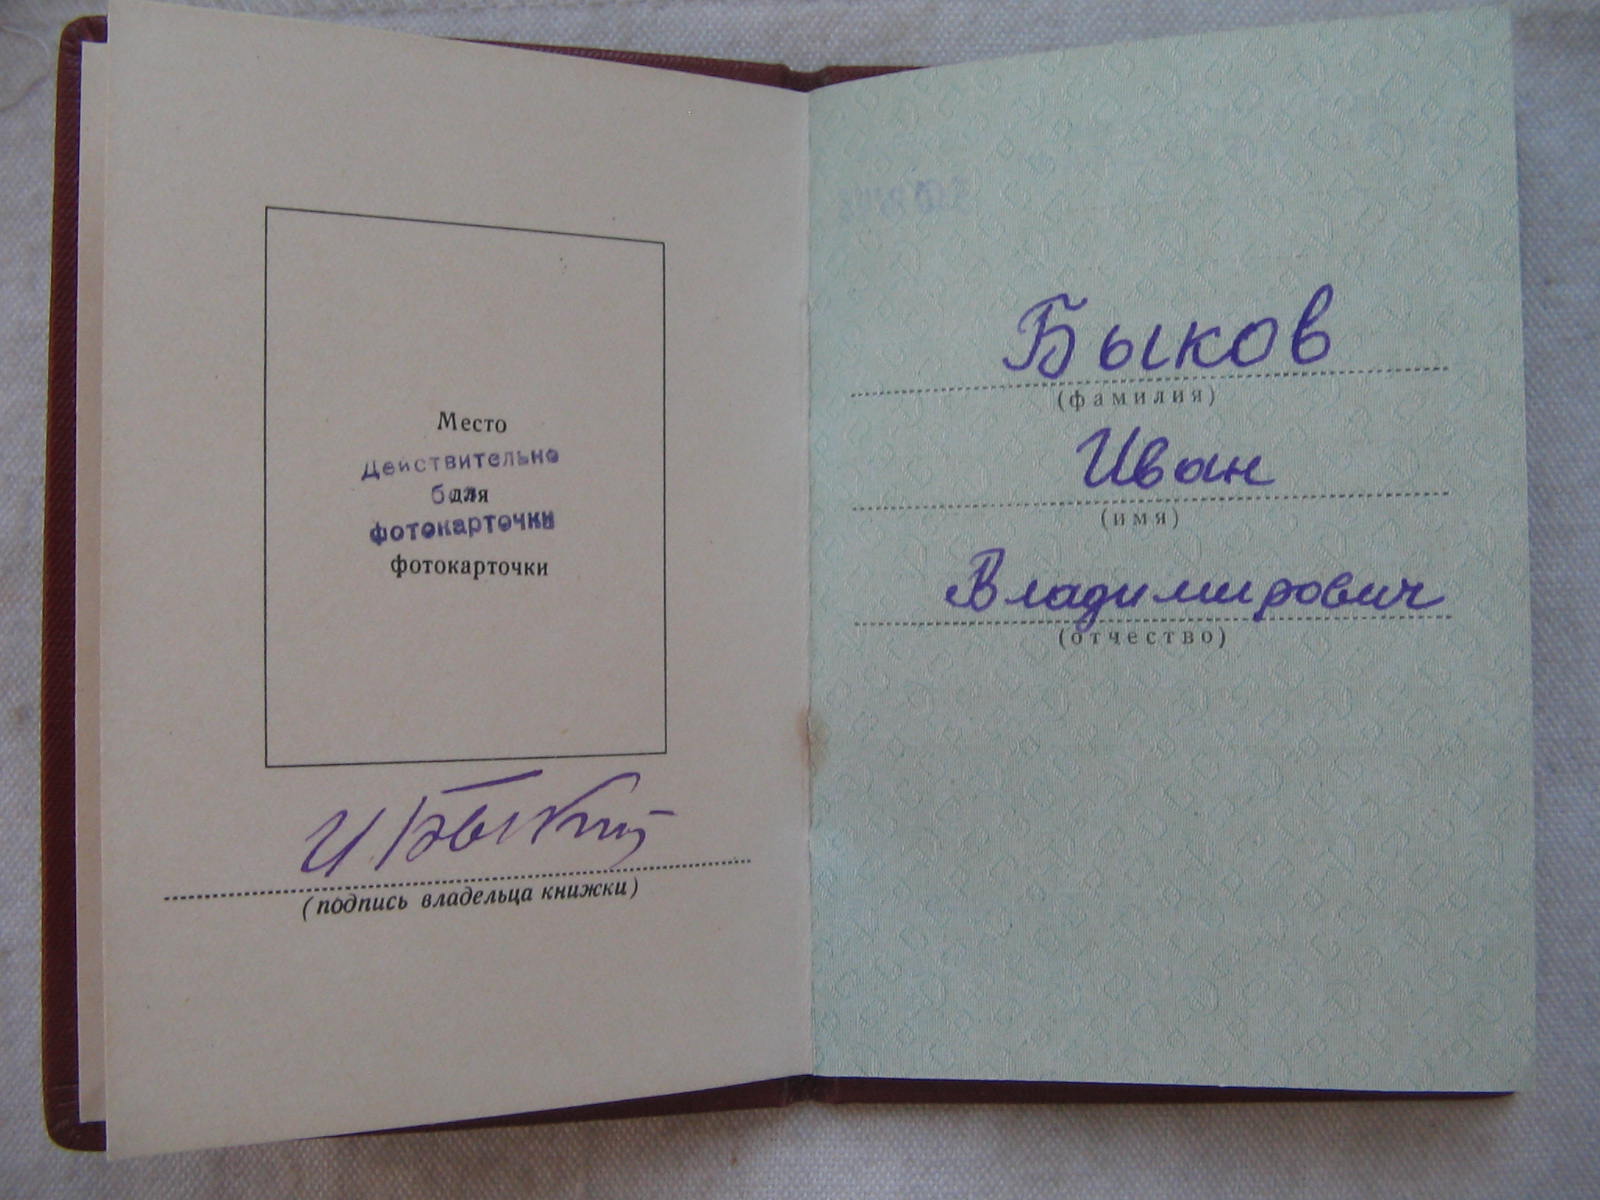 Место
Действительно
без для
фотокарточки
фотокарточки
(подпись владельца книжки)
Быков
(фамилия)
Иван
(имя)
Владимирович
(отчество)